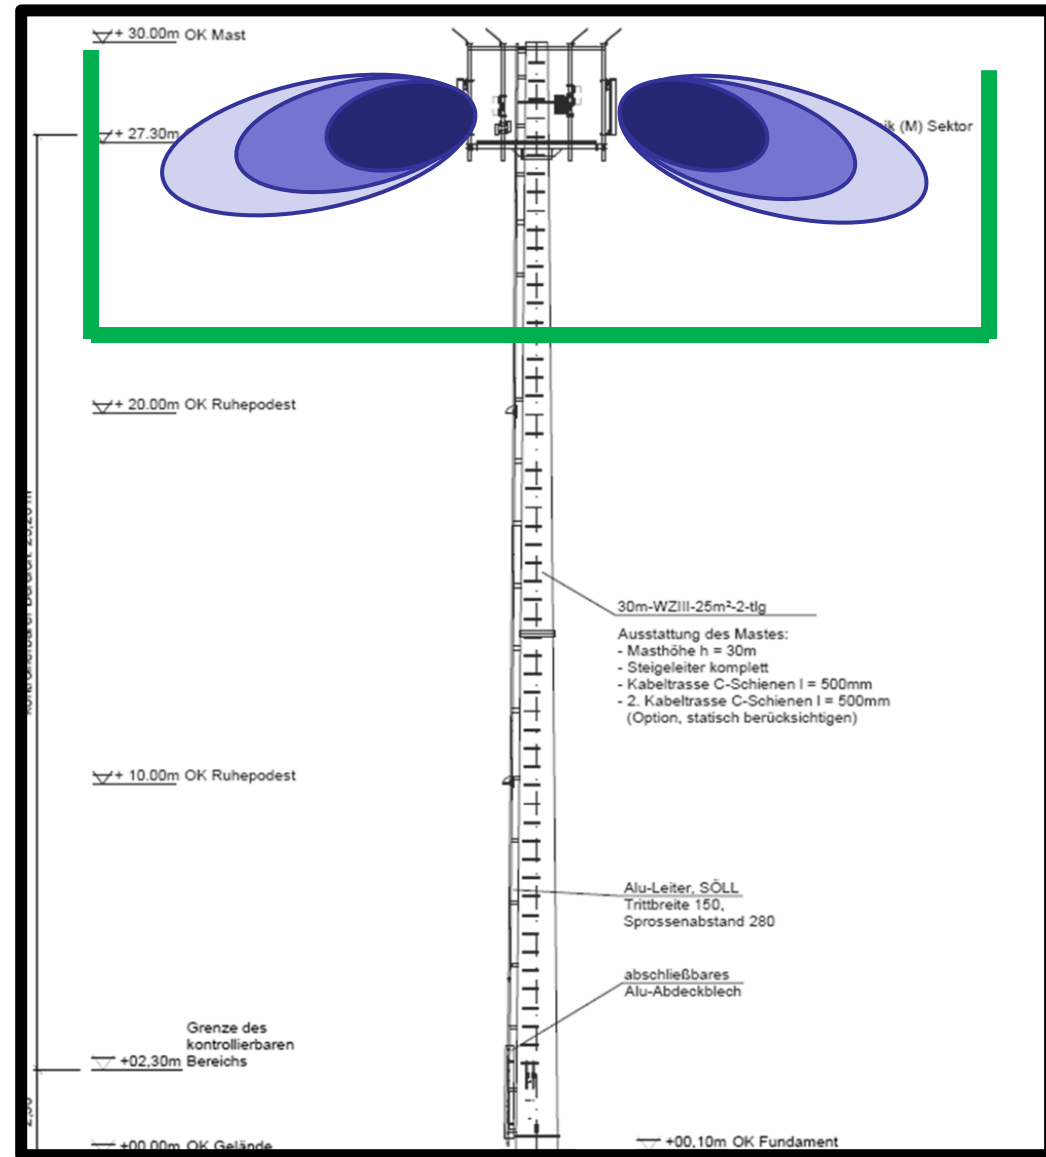 + 30.00m OK Mast
+ 27.30m
(M) Sektor
+ 20.00m OK Ruhepodest
30m-WZIII-25m²-2-tlg
Ausstattung des Mastes:
- Masthöhe h = 30m
- Steigeleiter komplett
- Kabeltrasse C-Schienen l = 500mm
- 2. Kabeltrasse C-Schienen l = 500mm
(Option, statisch berücksichtigen)
+ 10.00m OK Ruhepodest
Alu-Leiter, SÖLL
Trittbreite 150,
Sprossenabstand 280
abschließbares
Alu-Abdeckblech
Grenze des
kontrollierbaren
+02,30m Bereichs
+00,00m OK Gelände
+00,10m OK Fundament